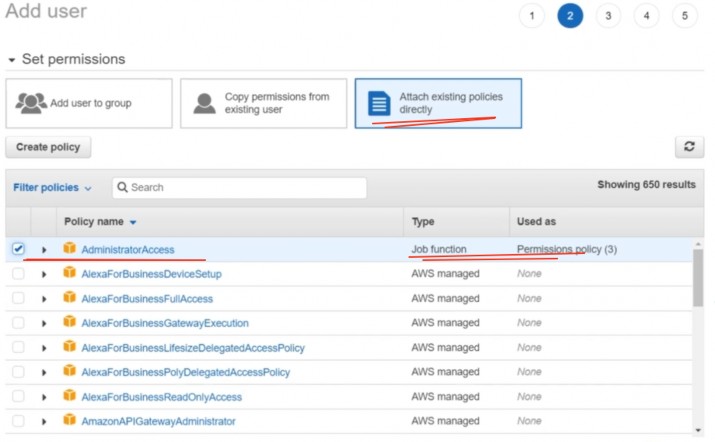 Add user
1 2 3 4 5
Set permissions
Add user to group
Copy permissions from
existing user
Attach existing policies
directly
Create policy
Filter policies
Search
Showing 650 results
Policy name Type Used as
AdministratorAccess Job function Permissions policy (3)
AlexaForBusinessDeviceSetup AWS managed None
AlexaForBusinessFullAccess AWS managed None
AlexaForBusinessGatewayExecution AWS managed None
AlexaForBusinessLifesizeDelegatedAccessPolicy AWS managed None
AlexaForBusinessPolyDelegatedAccessPolicy AWS managed None
AlexaForBusinessReadOnlyAccess AWS managed None
AmazonAPIGatewayAdministrator AWS managed None